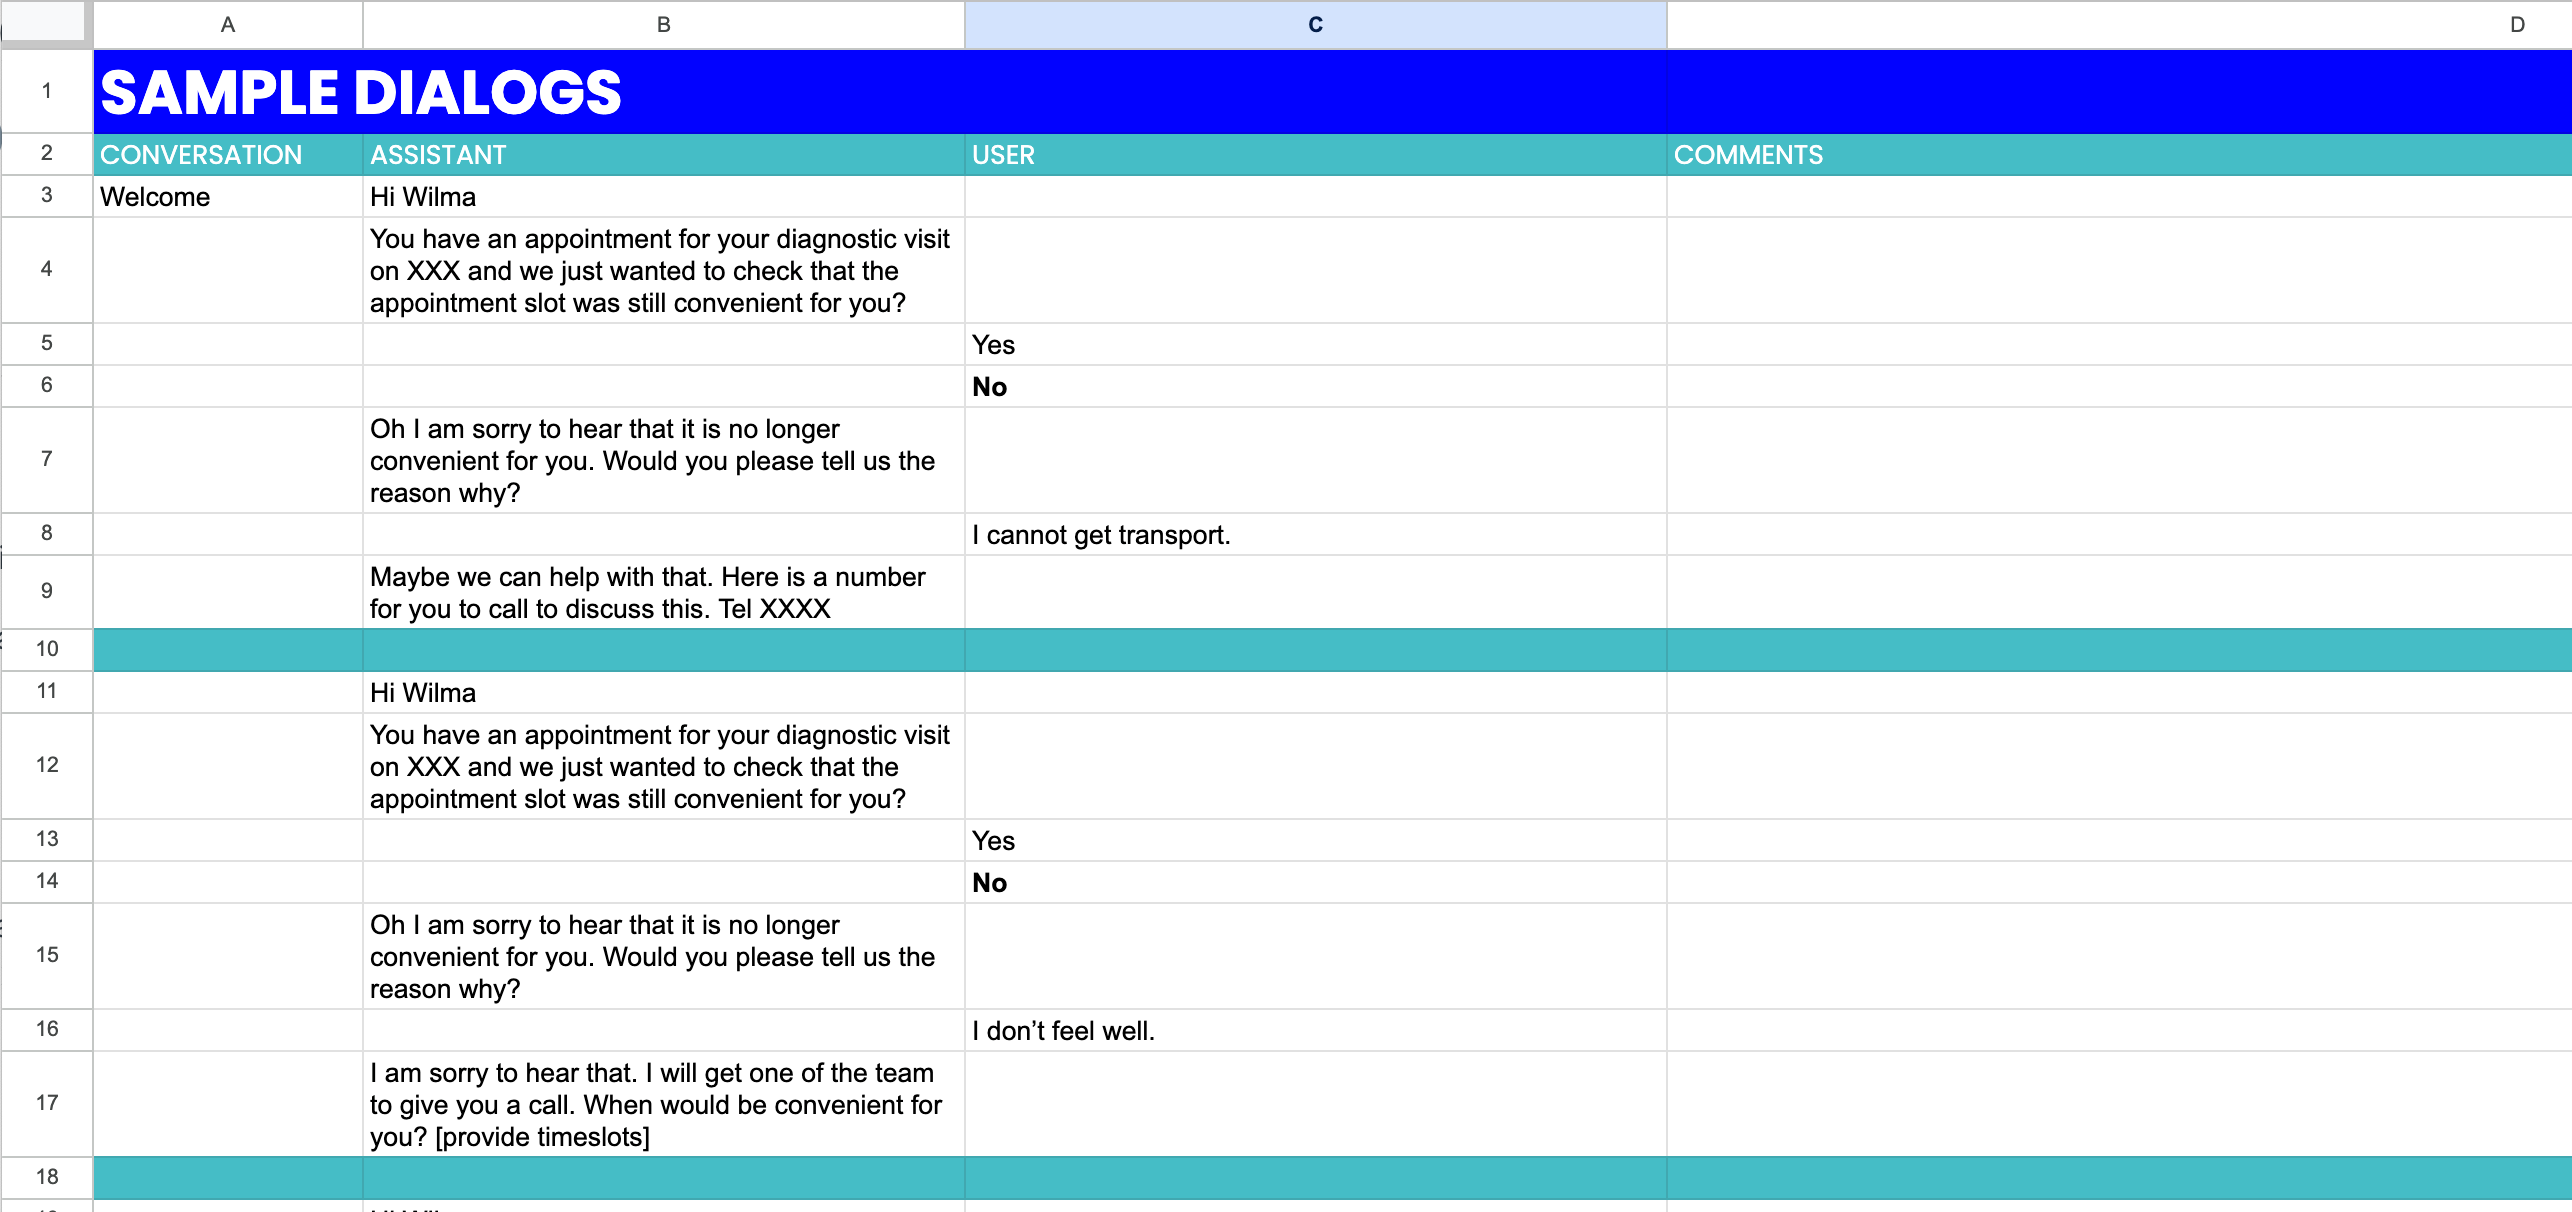 A B C D
1 SAMPLE DIALOGS
2 CONVERSATION ASSISTANT USER COMMENTS
3 Welcome Hi Wilma
You have an appointment for your diagnostic visit
4 on XXX and we just wanted to check that the
appointment slot was still convenient for you?
5 Yes
6 No
Oh I am sorry to hear that it is no longer
7 convenient for you. Would you please tell us the
reason why?
8 I cannot get transport.
9 Maybe we can help with that. Here is a number
for you to call to discuss this. Tel XXXX
10
11 Hi Wilma
You have an appointment for your diagnostic visit
12 on XXX and we just wanted to check that the
appointment slot was still convenient for you?
13 Yes
14 No
Oh I am sorry to hear that it is no longer
15 convenient for you. Would you please tell us the
reason why?
16 I don’t feel well.
I am sorry to hear that. I will get one of the team
17 to give you a call. When would be convenient for
you? [provide timeslots]
18